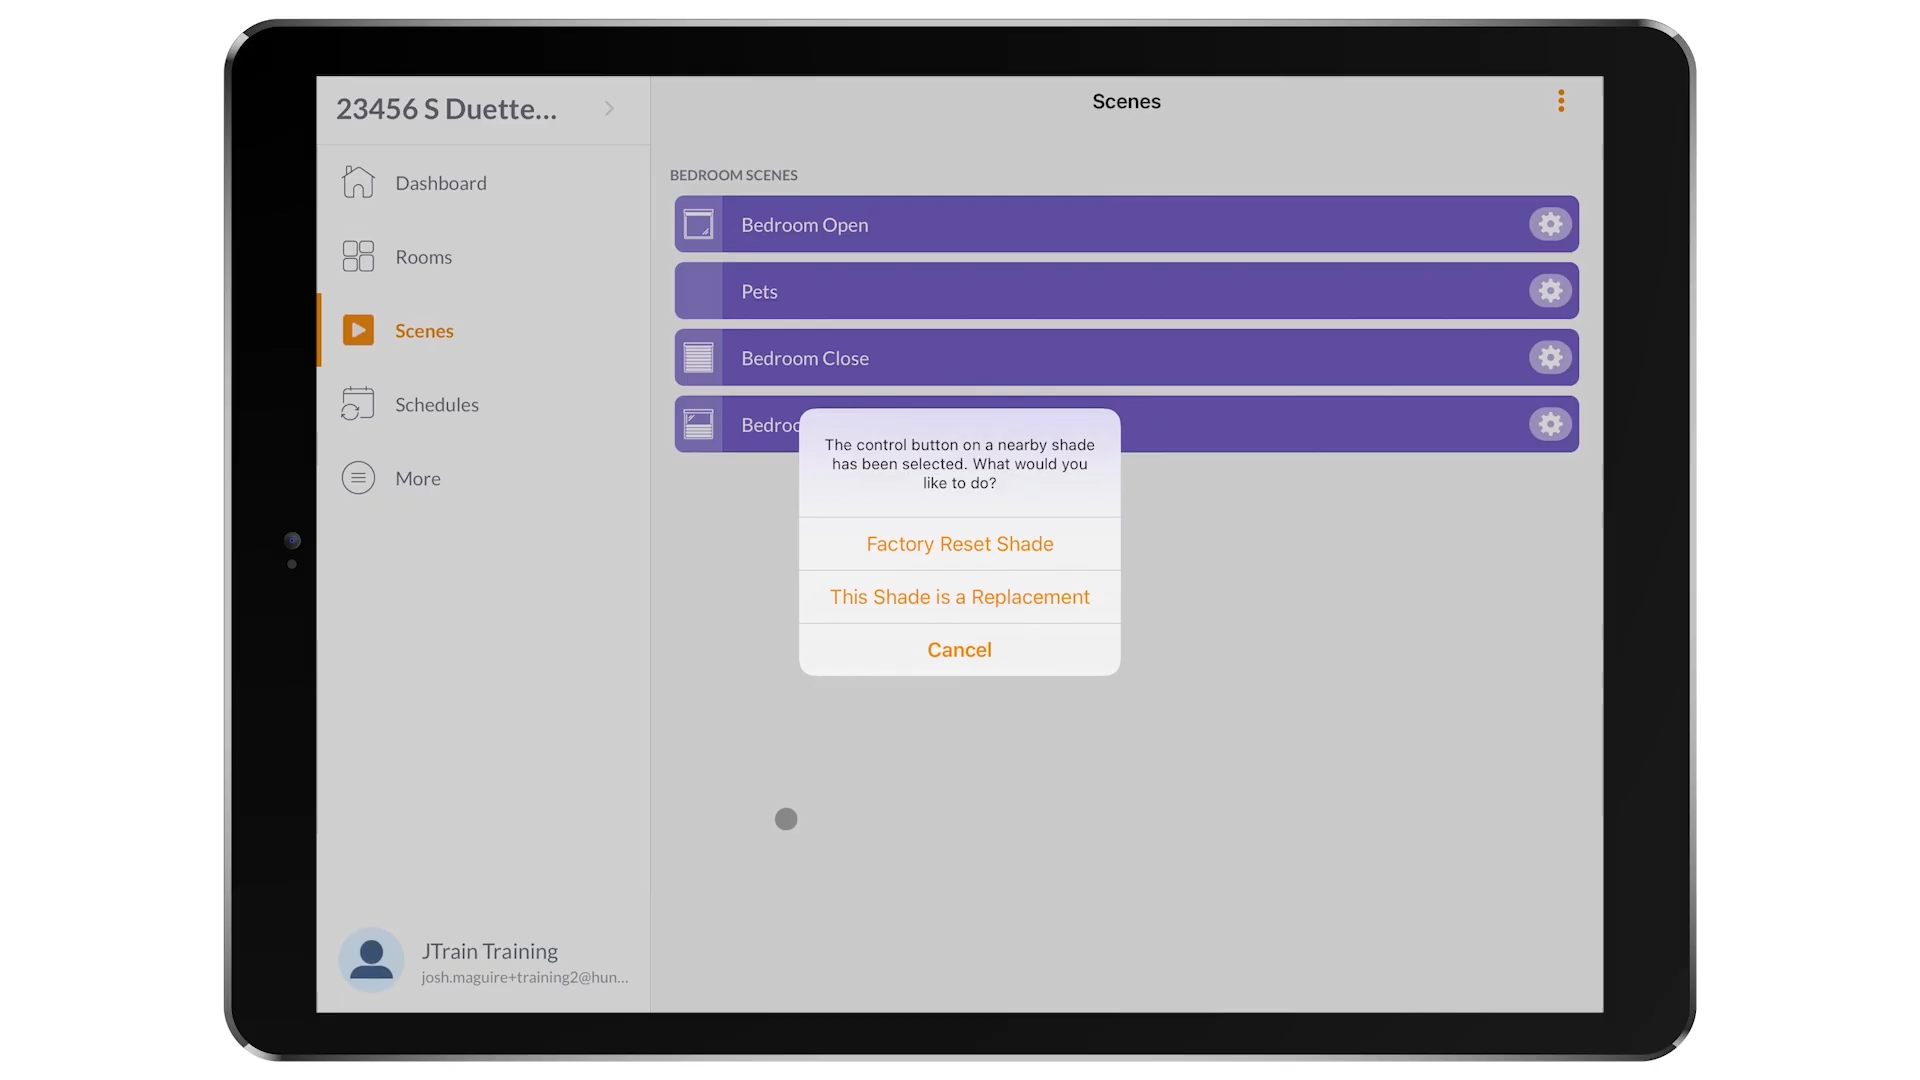 23456 S Duette...
Dashboard
Rooms
Scenes
Schedules
More
JTrain Training
josh.maguire+training2@hun...
Scenes
BEDROOM SCENES
Bedroom Open
Pets
Bedroom Close
Bedroo
The control button on a nearby shade
has been selected. What would you
like to do?
Factory Reset Shade
This Shade is a Replacement
Cancel